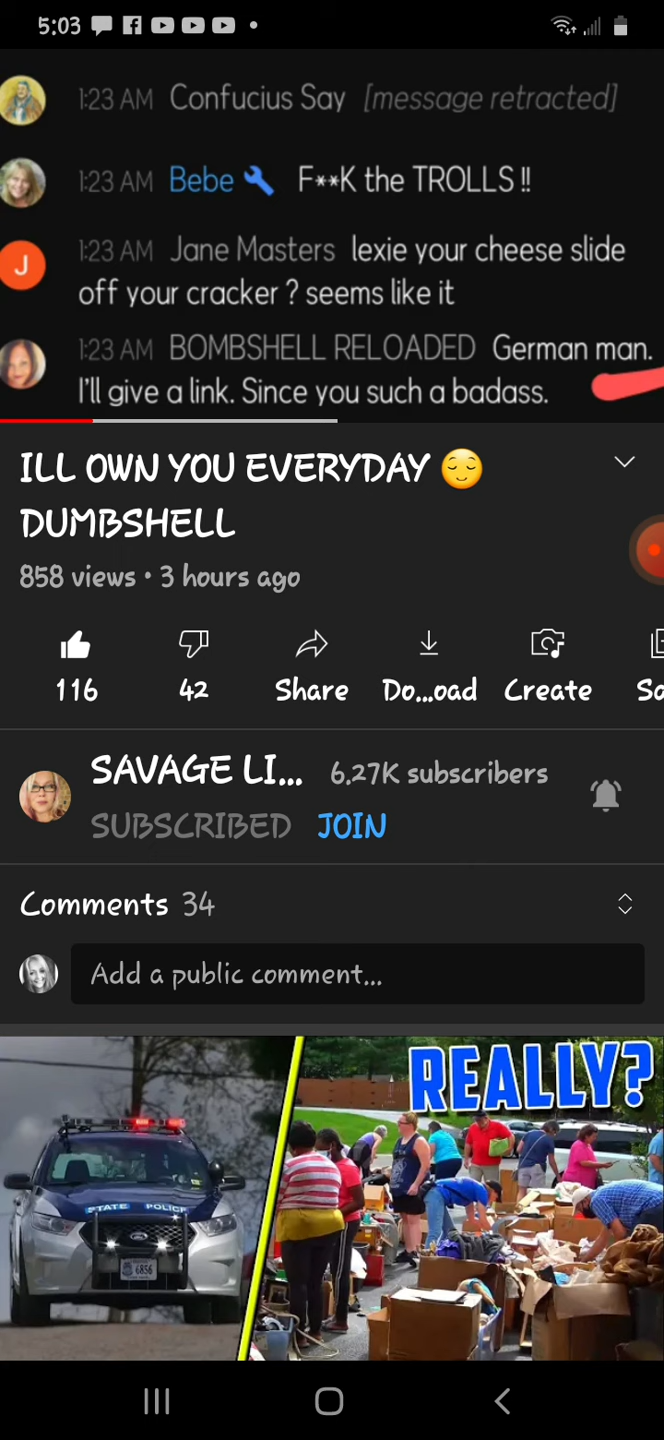 5:03
1:23 AM Confucius Say [message retracted]
1:23 AM Bebe F**K the TROLLS !!
J
1:23 AM Jane Masters lexie your cheese slide
off your cracker ? seems like it
1:23 AM BOMBSHELL RELOADED German man.
I'll give a link. Since you such a badass.
ILL OWN YOU EVERYDAY 😌
DUMBSHELL
858 views • 3 hours ago
116 42 Share Do...oad Create
SAVAGE LI... 6.27K subscribers
SUBSCRIBED JOIN
Comments 34
Add a public comment...
REALLY?
STATE POLICE
6856